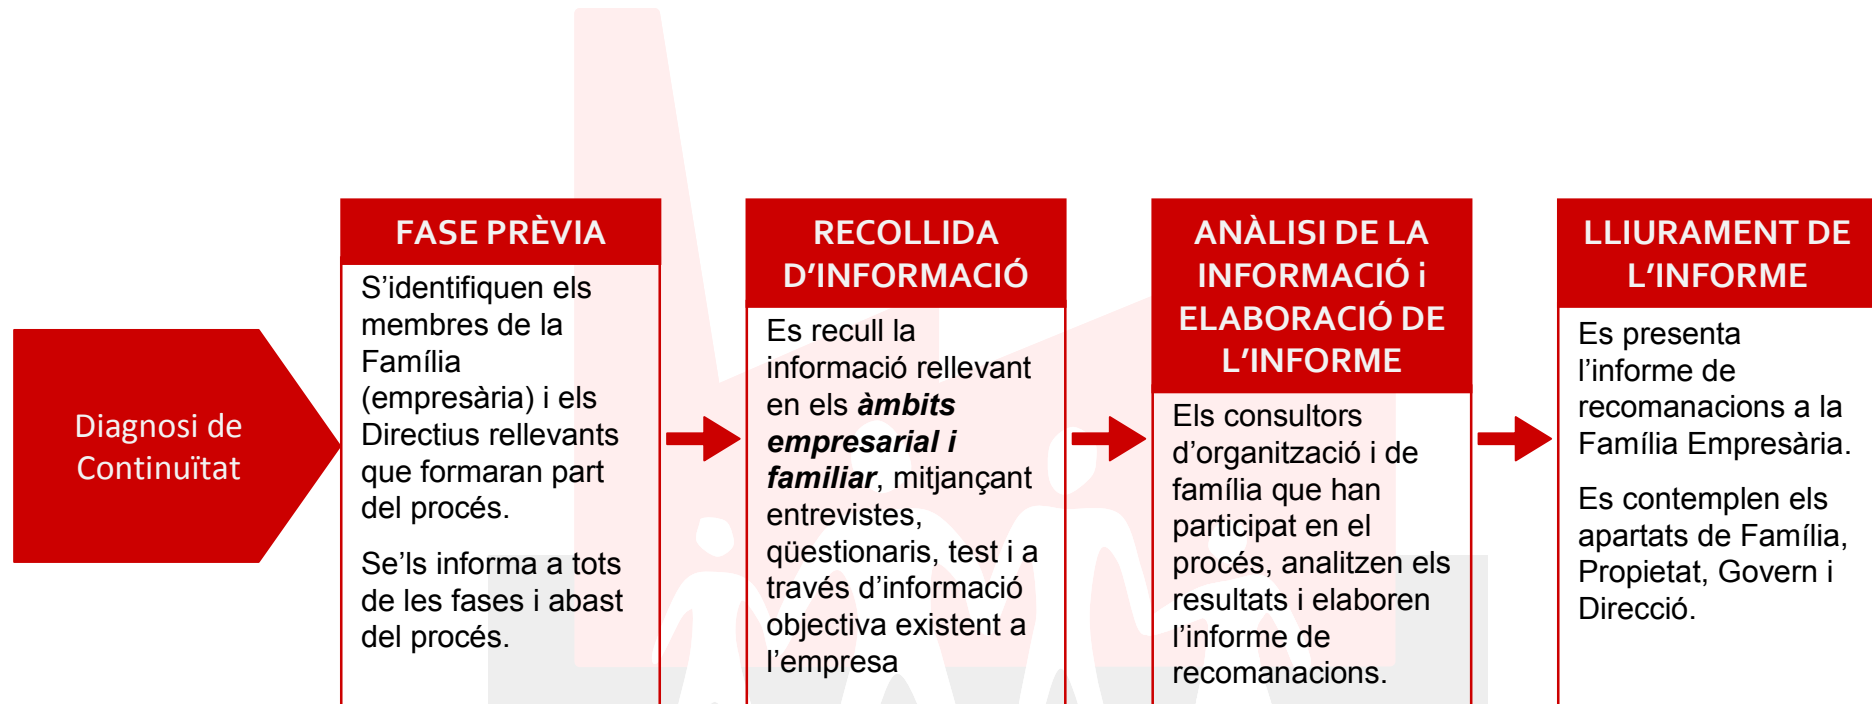 Diagnosi de
Continuïtat
FASE PRÈVIA
S’identifiquen els
membres de la
Família
(empresària) i els
Directius rellevants
que formaran part
del procés.
Se’ls informa a tots
de les fases i abast
del procés.
RECOLLIDA
D’INFORMACIÓ
Es recull la
informació rellevant
en els àmbits
empresarial i
familiar, mitjançant
entrevistes,
qüestionaris, test i a
través d’informació
objectiva existent a
l’empresa
ANÀLISI DE LA
INFORMACIÓ i
ELABORACIÓ DE
L’INFORME
Els consultors
d’organització i de
família que han
participat en el
procés, analitzen els
resultats i elaboren
l’informe de
recomanacions.
LLIURAMENT DE
L’INFORME
Es presenta
l’informe de
recomanacions a la
Família Empresària.
Es contemplen els
apartats de Família,
Propietat, Govern i
Direcció.